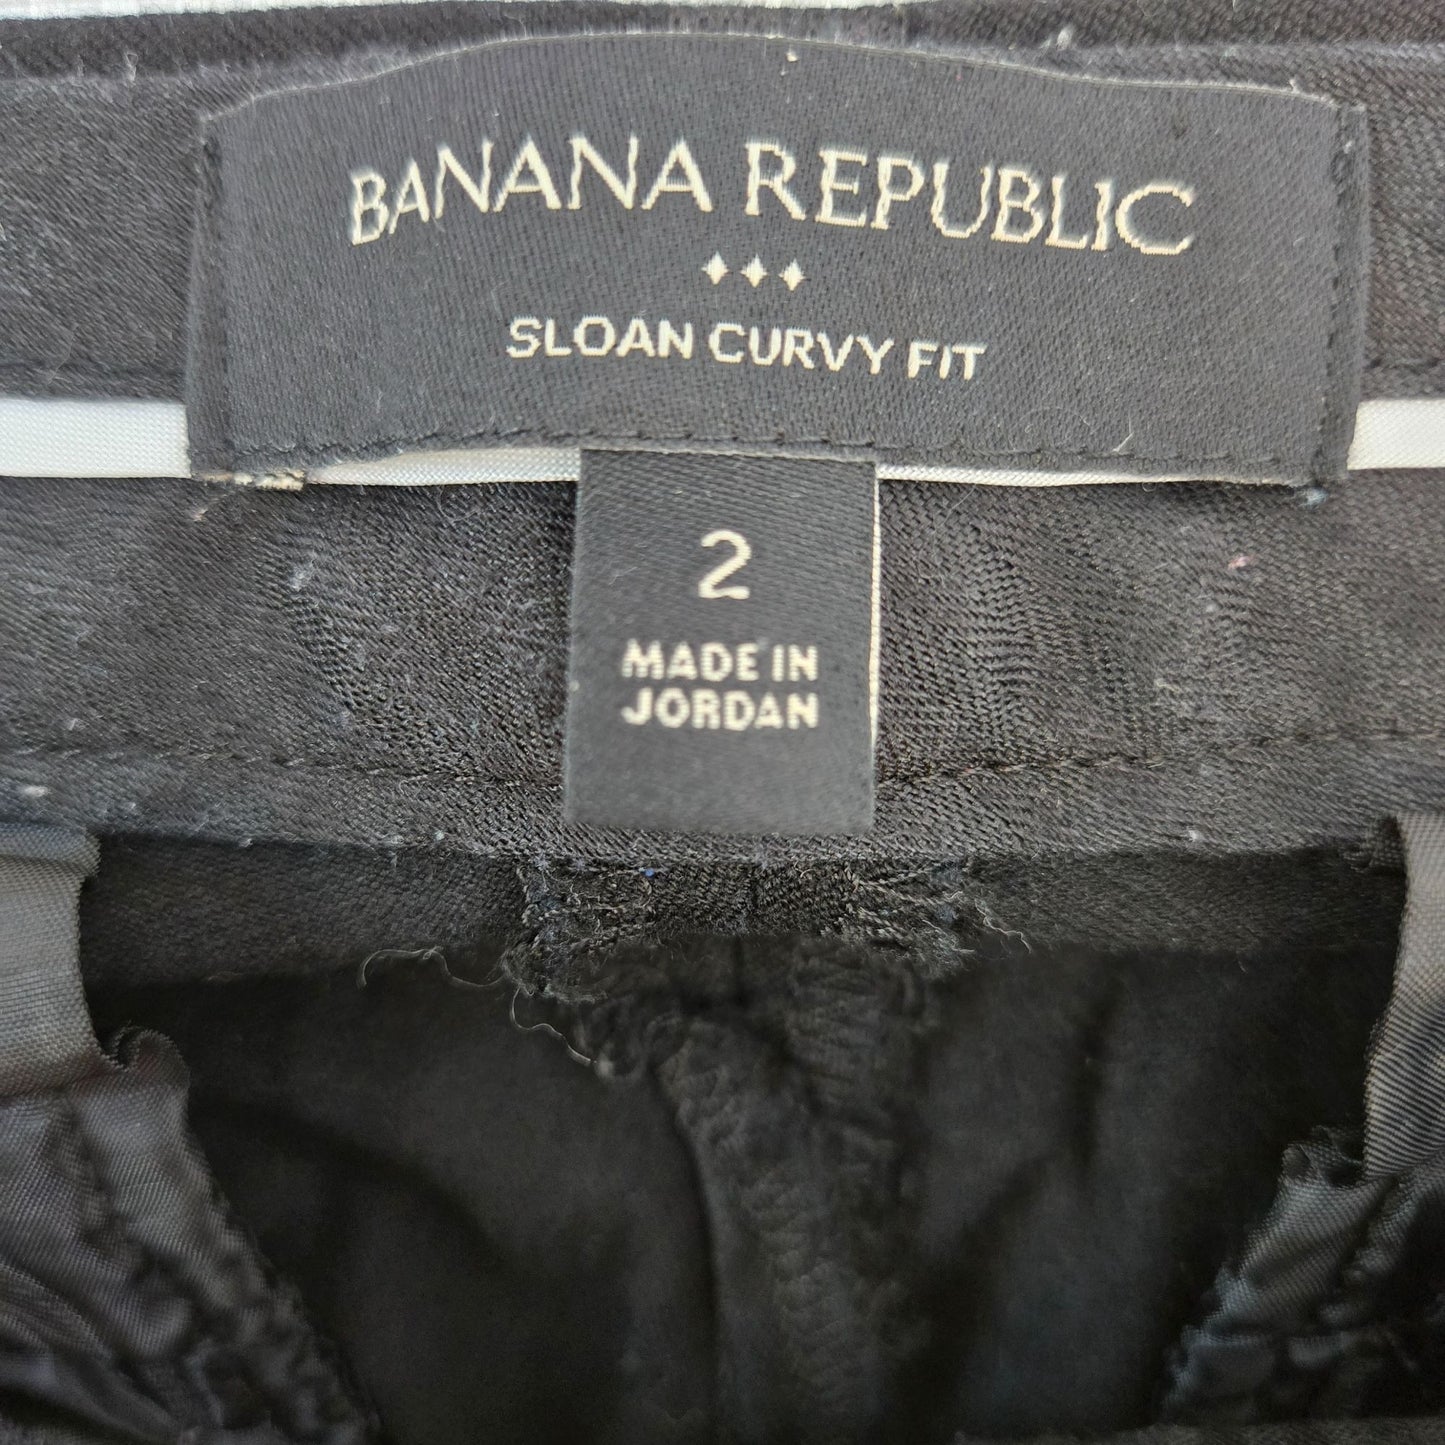 BANANA REPUBLIC
SLOAN CURVY FIT
2
MADE IN
JORDAN